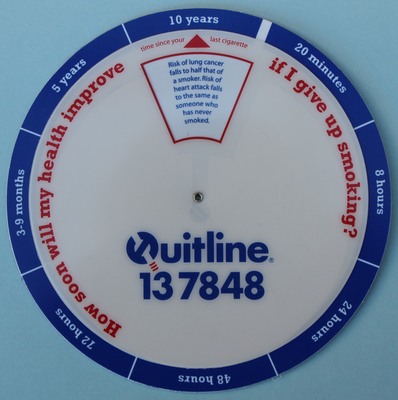 10 years
20 minutes
8 hours
24 hours
48 hours
72 hours
3-9 months
5 years
How soon will my health improve
if I give up smoking?
time since your last cigarette
Risk of lung cancer
falls to half that of
a smoker. Risk of
heart attack falls
to the same as
someone who
has never
smoked.
Quitline®
13 7848